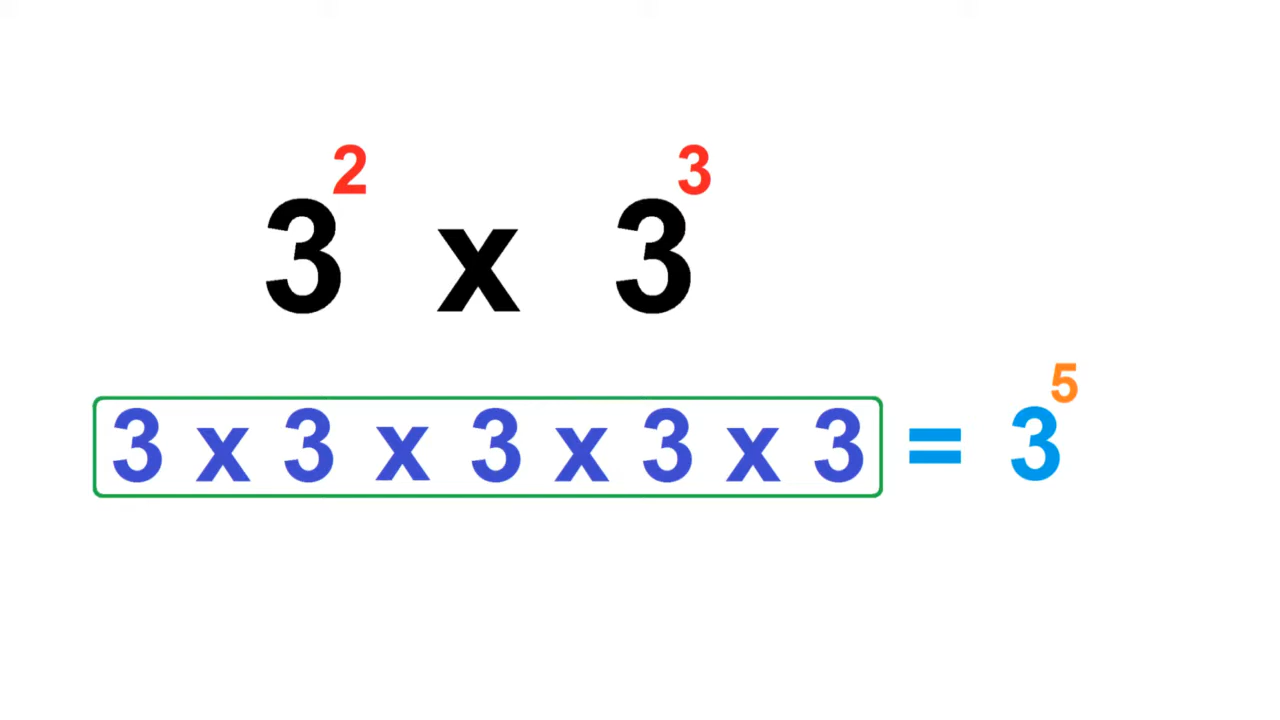 3² x 3³
3 x 3 x 3 x 3 x 3 = 3⁵